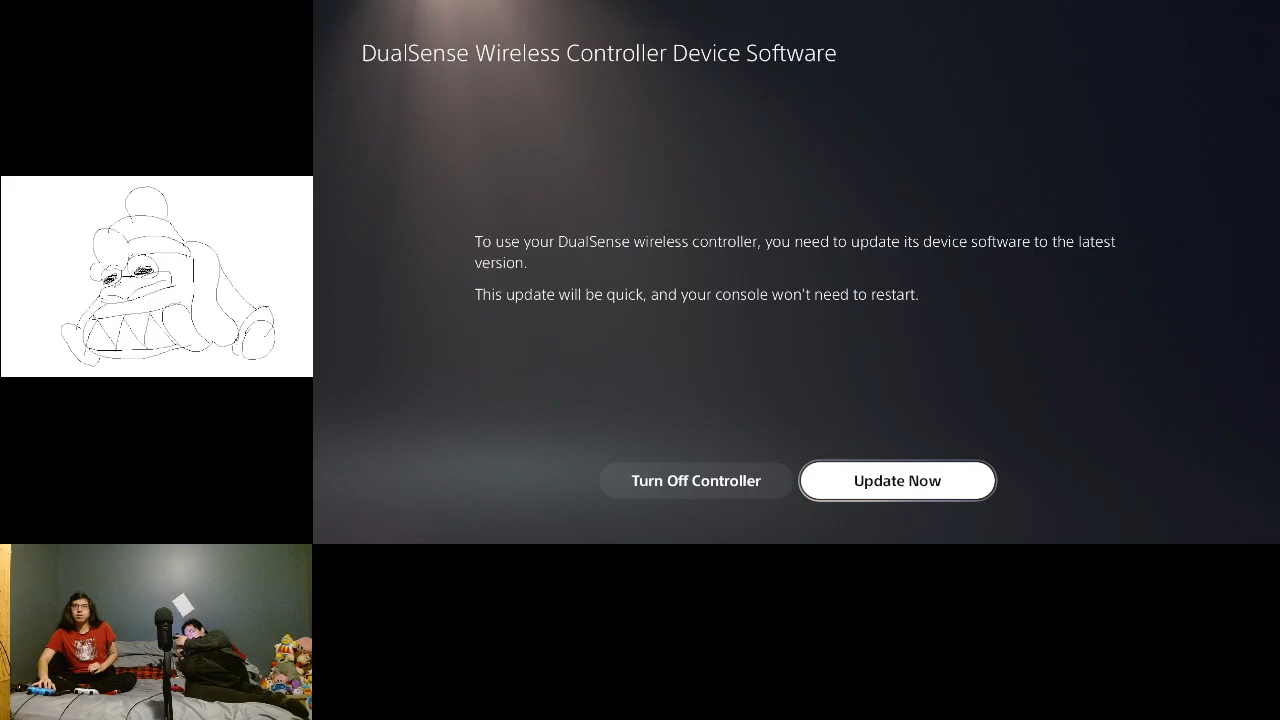 DualSense Wireless Controller Device Software
To use your DualSense wireless controller, you need to update its device software to the latest
version.
This update will be quick, and your console won't need to restart.
Turn Off Controller
Update Now